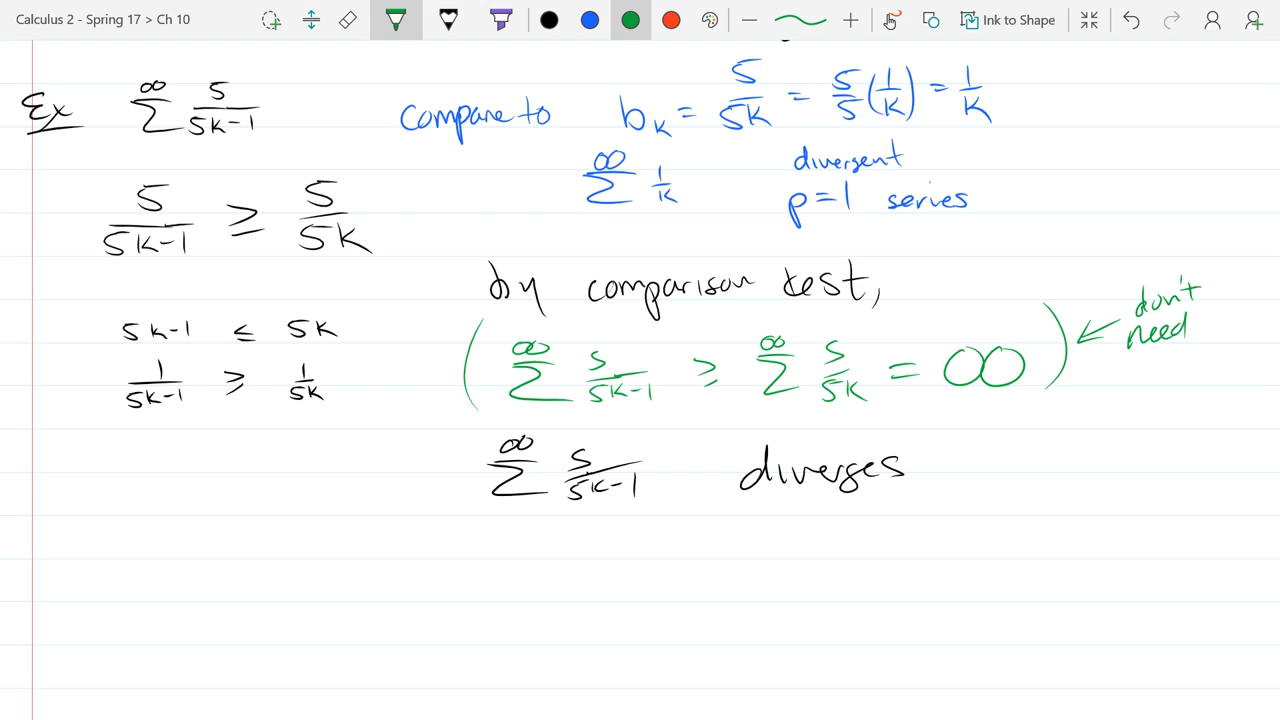 Calculus 2 - Spring 17 > Ch 10
Ink to Shape
Ex ∞ Σ 5/(5k-1) compare to b_k = 5/5k = 5/5 (1/k) = 1/k
∞ Σ 1/k divergent
p=1 series
5/(5k-1) ≥ 5/5k
by comparison test,
5k-1 ≤ 5k
1/(5k-1) ≥ 1/5k
( ∞ Σ 5/(5k-1) ≥ ∞ Σ 5/5k = ∞ ) ← don't
need
∞ Σ 5/(5k-1) diverges